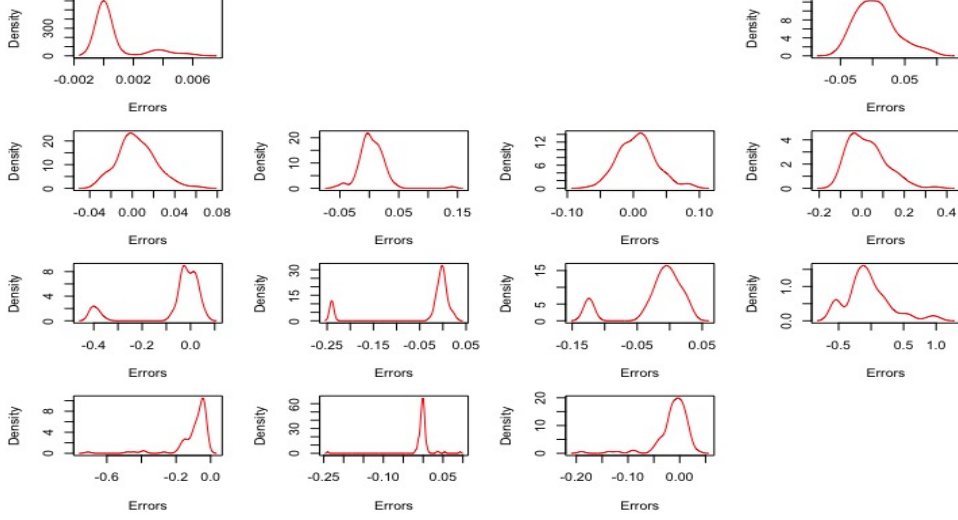 Density
0 300
-0.002 0.002 0.006
Errors
Density
0 4 8
-0.05 0.05
Errors
Density
0 10 20
-0.04 0.00 0.04 0.08
Errors
Density
0 10 20
-0.05 0.05 0.15
Errors
Density
0 6 12
-0.10 0.00 0.10
Errors
Density
0 2 4
-0.2 0.0 0.2 0.4
Errors
Density
0 4 8
-0.4 -0.2 0.0
Errors
Density
0 15 30
-0.25 -0.15 -0.05 0.05
Errors
Density
0 5 15
-0.15 -0.05 0.05
Errors
Density
0.0 1.0
-0.5 0.5 1.0
Errors
Density
0 4 8
-0.6 -0.2 0.0
Errors
Density
0 30 60
-0.25 -0.10 0.05
Errors
Density
0 10 20
-0.20 -0.10 0.00
Errors